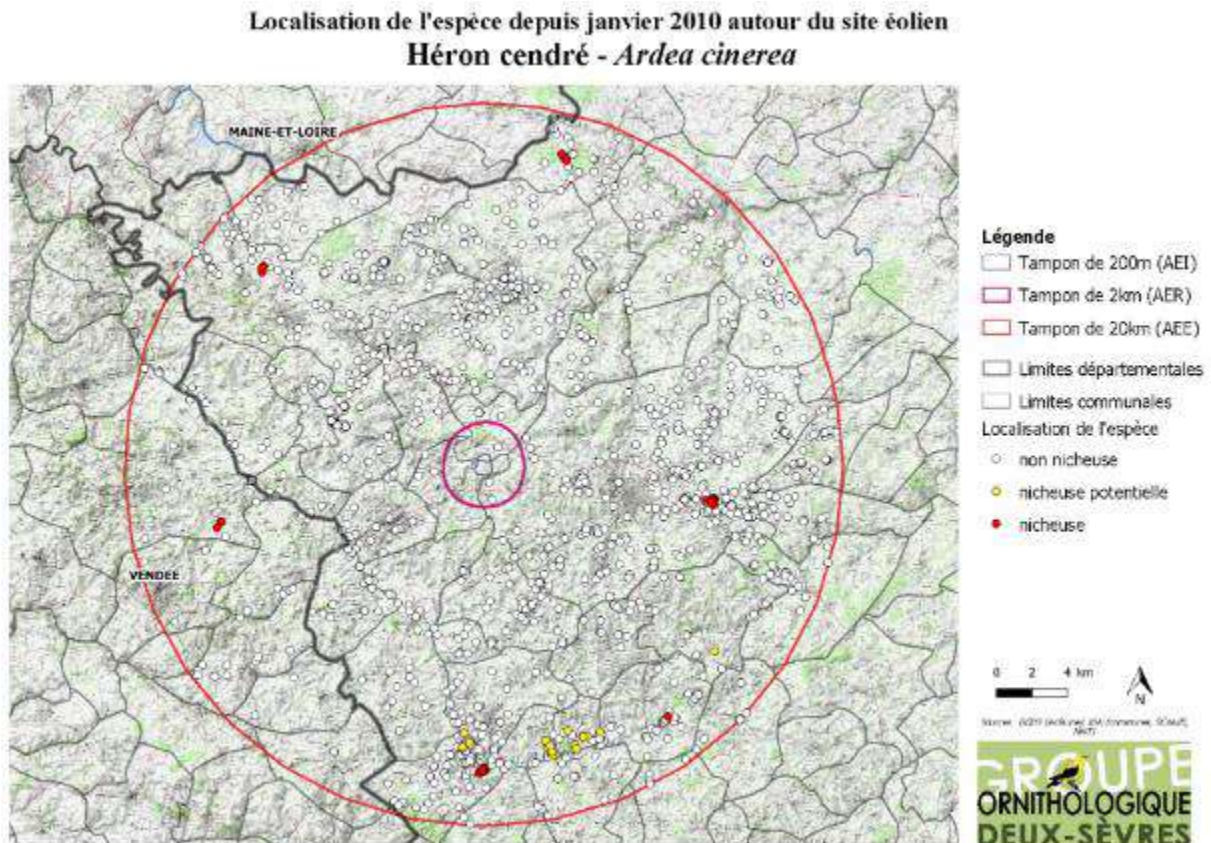 Localisation de l'espèce depuis janvier 2010 autour du site éolien
Héron cendré - Ardea cinerea
MAINE-ET-LOIRE
VENDEE
Légende
Tampon de 200m (AEI)
Tampon de 2km (AER)
Tampon de 20km (AEE)
Limites départementales
Limites communales
Localisation de l'espèce
non nicheuse
nicheuse potentielle
nicheuse
0 2 4 km
N
GROUPE
ORNITHOLOGIQUE
DEUX-SÈVRES